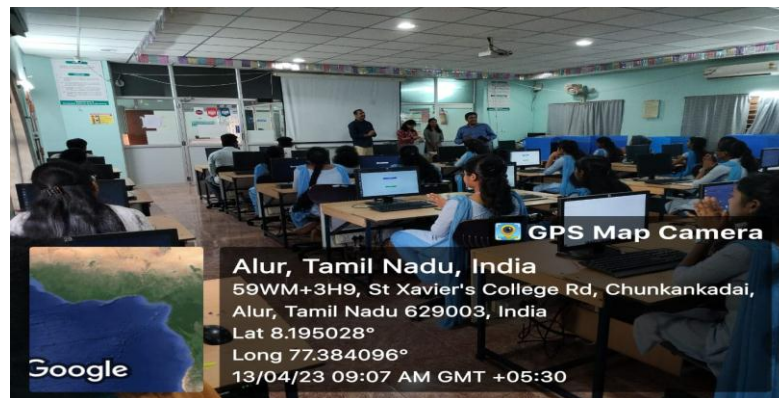 GPS Map Camera
Alur, Tamil Nadu, India
59WM+3H9, St Xavier's College Rd, Chunkankadai,
Alur, Tamil Nadu 629003, India
Lat 8.195028°
Long 77.384096°
13/04/23 09:07 AM GMT +05:30
Google